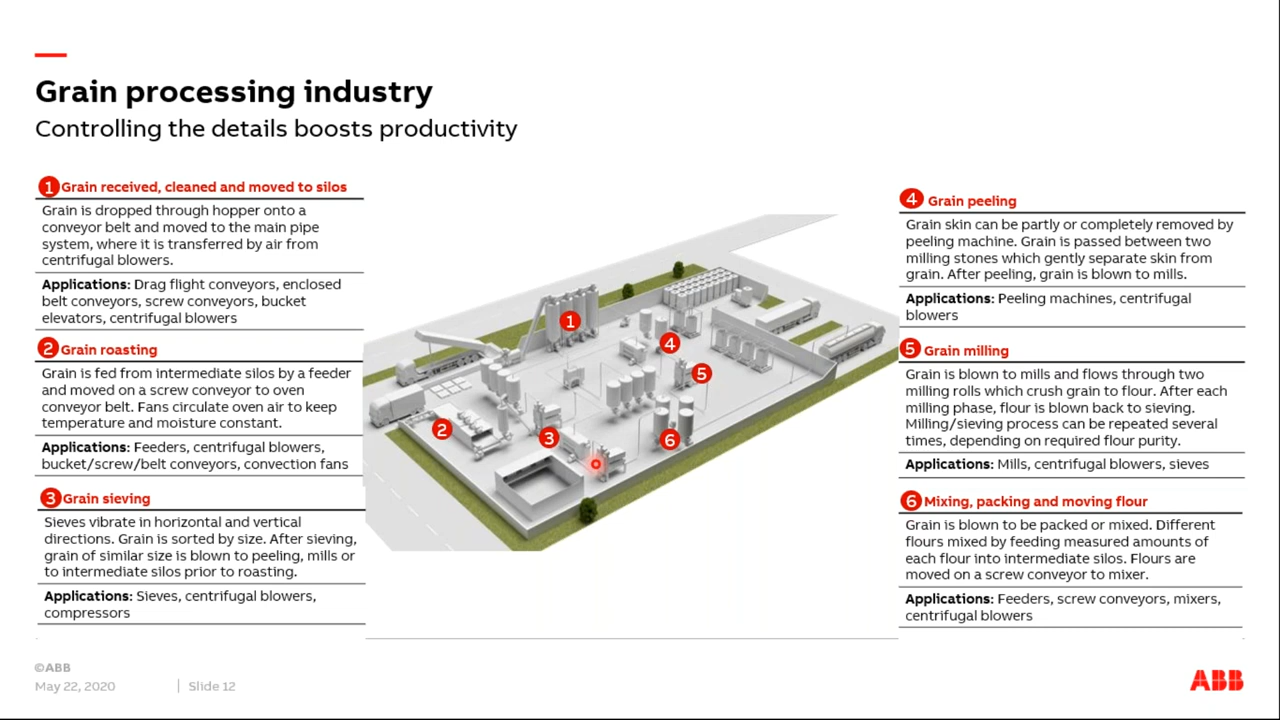 Grain processing industry
Controlling the details boosts productivity
1 Grain received, cleaned and moved to silos
Grain is dropped through hopper onto a
conveyor belt and moved to the main pipe
system, where it is transferred by air from
centrifugal blowers.
Applications: Drag flight conveyors, enclosed
belt conveyors, screw conveyors, bucket
elevators, centrifugal blowers
2 Grain roasting
Grain is fed from intermediate silos by a feeder
and moved on a screw conveyor to oven
conveyor belt. Fans circulate oven air to keep
temperature and moisture constant.
Applications: Feeders, centrifugal blowers,
bucket/screw/belt conveyors, convection fans
3 Grain sieving
Sieves vibrate in horizontal and vertical
directions. Grain is sorted by size. After sieving,
grain of similar size is blown to peeling, mills or
to intermediate silos prior to roasting.
Applications: Sieves, centrifugal blowers,
compressors
1
4
5
2
3
6
4 Grain peeling
Grain skin can be partly or completely removed by
peeling machine. Grain is passed between two
milling stones which gently separate skin from
grain. After peeling, grain is blown to mills.
Applications: Peeling machines, centrifugal
blowers
5 Grain milling
Grain is blown to mills and flows through two
milling rolls which crush grain to flour. After each
milling phase, flour is blown back to sieving.
Milling/sieving process can be repeated several
times, depending on required flour purity.
Applications: Mills, centrifugal blowers, sieves
6 Mixing, packing and moving flour
Grain is blown to be packed or mixed. Different
flours mixed by feeding measured amounts of
each flour into intermediate silos. Flours are
moved on a screw conveyor to mixer.
Applications: Feeders, screw conveyors, mixers,
centrifugal blowers
©ABB
May 22, 2020 | Slide 12
ABB